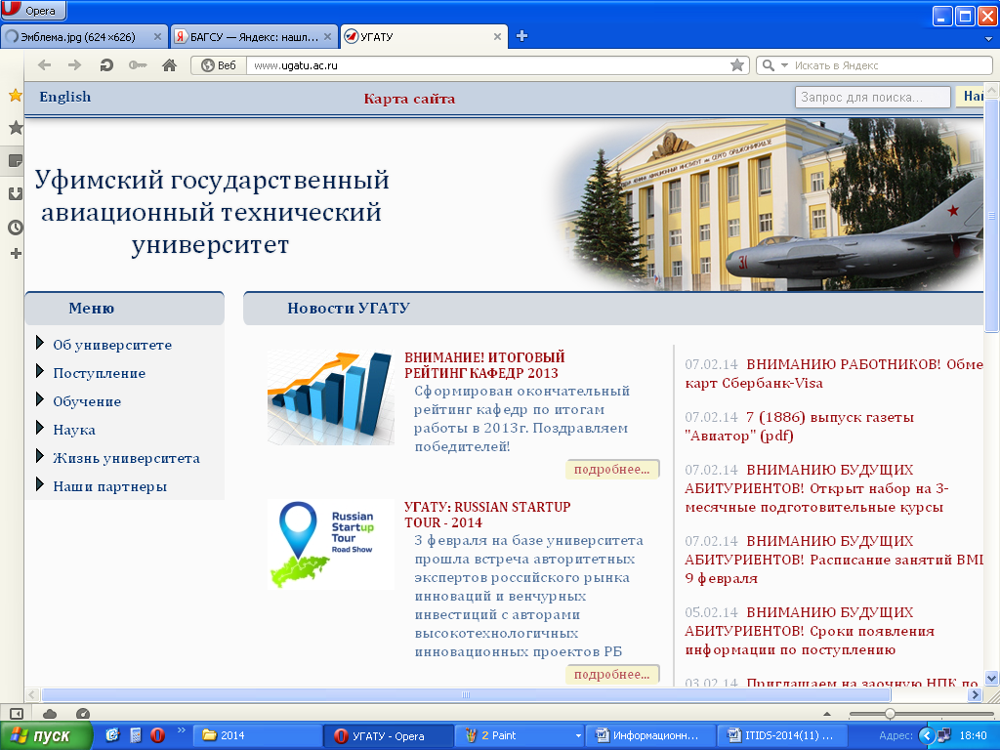 Opera
Эмблема.jpg (624×626)
БАГСУ — Яндекс: нашл...
УГАТУ
Веб
www.ugatu.ac.ru
Искать в Яндекс
English
Карта сайта
Запрос для поиска...
Най
Уфимский государственный
авиационный технический
университет
31
Меню
Об университете
Поступление
Обучение
Наука
Жизнь университета
Наши партнеры
Новости УГАТУ
ВНИМАНИЕ! ИТОГОВЫЙ
РЕЙТИНГ КАФЕДР 2013
Сформирован окончательный
рейтинг кафедр по итогам
работы в 2013г. Поздравляем
победителей!
подробнее...
Russian
Startup
Tour
Road Show
УГАТУ: RUSSIAN STARTUP
TOUR - 2014
3 февраля на базе университета
прошла встреча авторитетных
экспертов российского рынка
инноваций и венчурных
инвестиций с авторами
высокотехнологичных
инновационных проектов РБ
подробнее...
07.02.14 ВНИМАНИЮ РАБОТНИКОВ! Обме
карт Сбербанк-Visa
07.02.14 7 (1886) выпуск газеты
"Авиатор" (pdf)
07.02.14 ВНИМАНИЮ БУДУЩИХ
АБИТУРИЕНТОВ! Открыт набор на 3-
месячные подготовительные курсы
07.02.14 ВНИМАНИЮ БУДУЩИХ
АБИТУРИЕНТОВ! Расписание занятий ВМШ
9 февраля
05.02.14 ВНИМАНИЮ БУДУЩИХ
АБИТУРИЕНТОВ! Сроки появления
информации по поступлению
03.02.14 Приглашаем на заочную НПК по
пуск
2014
УГАТУ - Opera
2 Paint
Информационн...
ITIDS-2014(11) ...
Адрес:
18:40